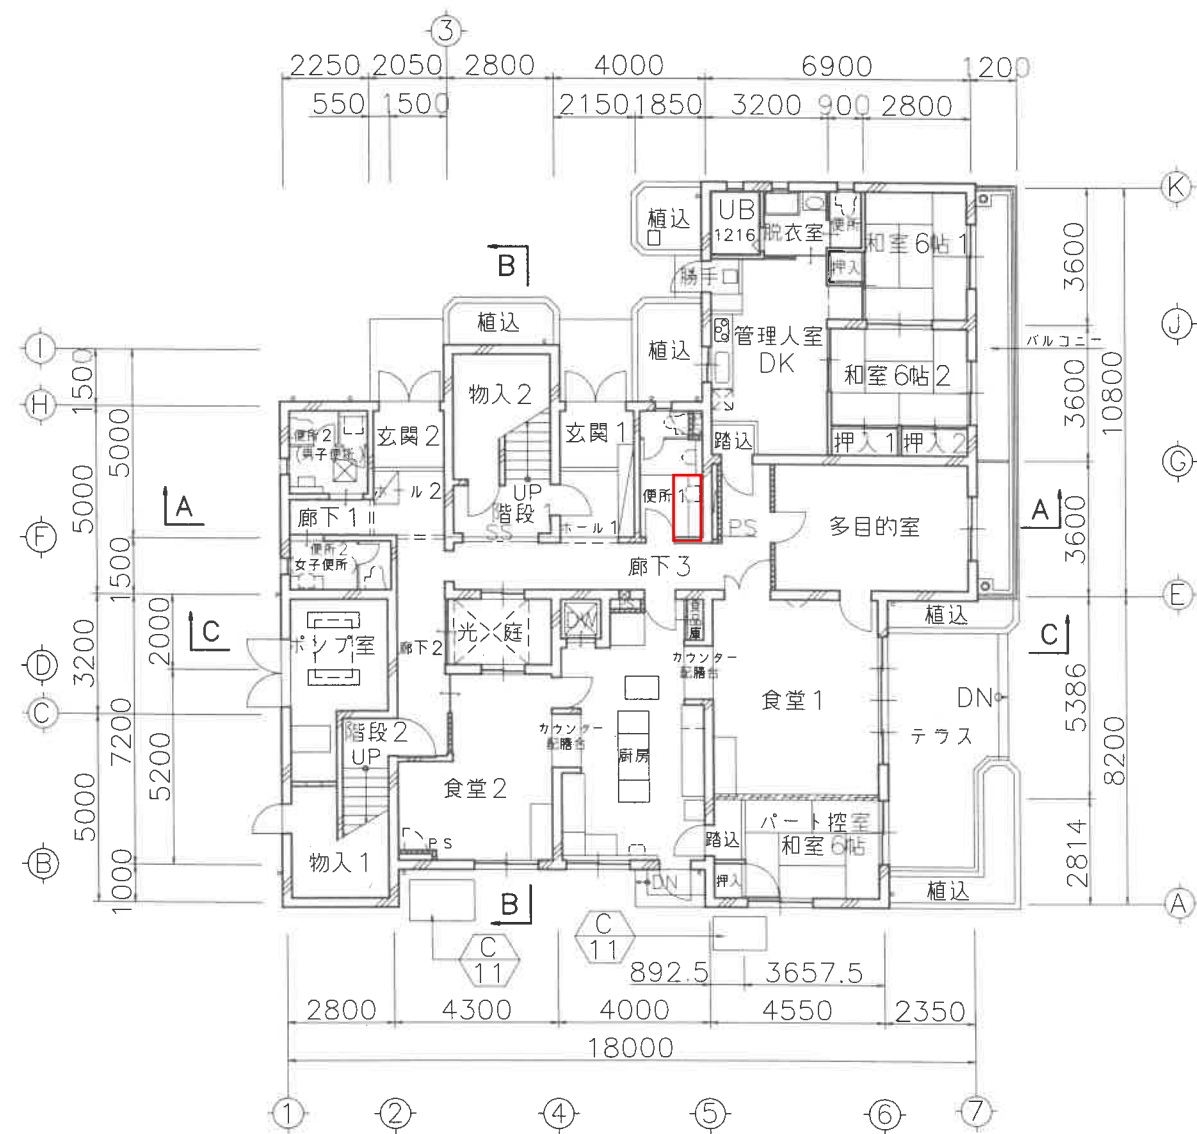 3
2250 2050 2800 4000 6900 1200
550 1500 2150 1850 3200 900 2800
K
植込
UB
1216
脱衣室
便所
和室6帖1
B
勝手
押入
3600
J
植込
植込
管理人室
DK
バルコニー
I
1500
物入2
和室6帖2
3600
10800
H
玄関2
玄関1
便所2
(男子便所)
踏込
押入1
押入2
G
5000
5000
A
ホール2
UP
階段1
SS
便所1
ホール1
PS
多目的室
A
3600
F
廊下1
便所2
女子便所)
廊下3
1500
E
C
ポンプ室
光庭
DW
食品庫
植込
C
2000
3200
D
廊下2
カウンター
配膳台
食堂1
DN
テラス
5386
C
階段2
UP
カウンター
配膳台
厨房
7200
5200
8200
5000
食堂2
パート控室
和室6帖
踏込
2814
PS
B
物入1
押入
DN
植込
1000
A
B
C
11
C
11
892.5 3657.5
2800 4300 4000 4550 2350
18000
1 2 4 5 6 7